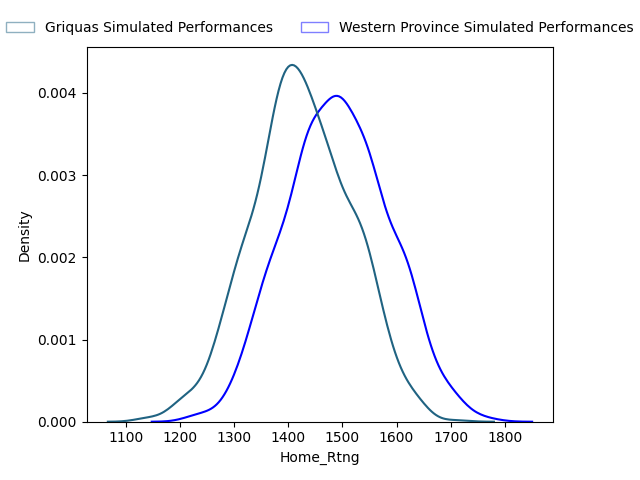 Griquas Simulated Performances Western Province Simulated Performances
0.004
0.003
0.002
0.001
0.000
Density
1100 1200 1300 1400 1500 1600 1700 1800
Home_Rtng